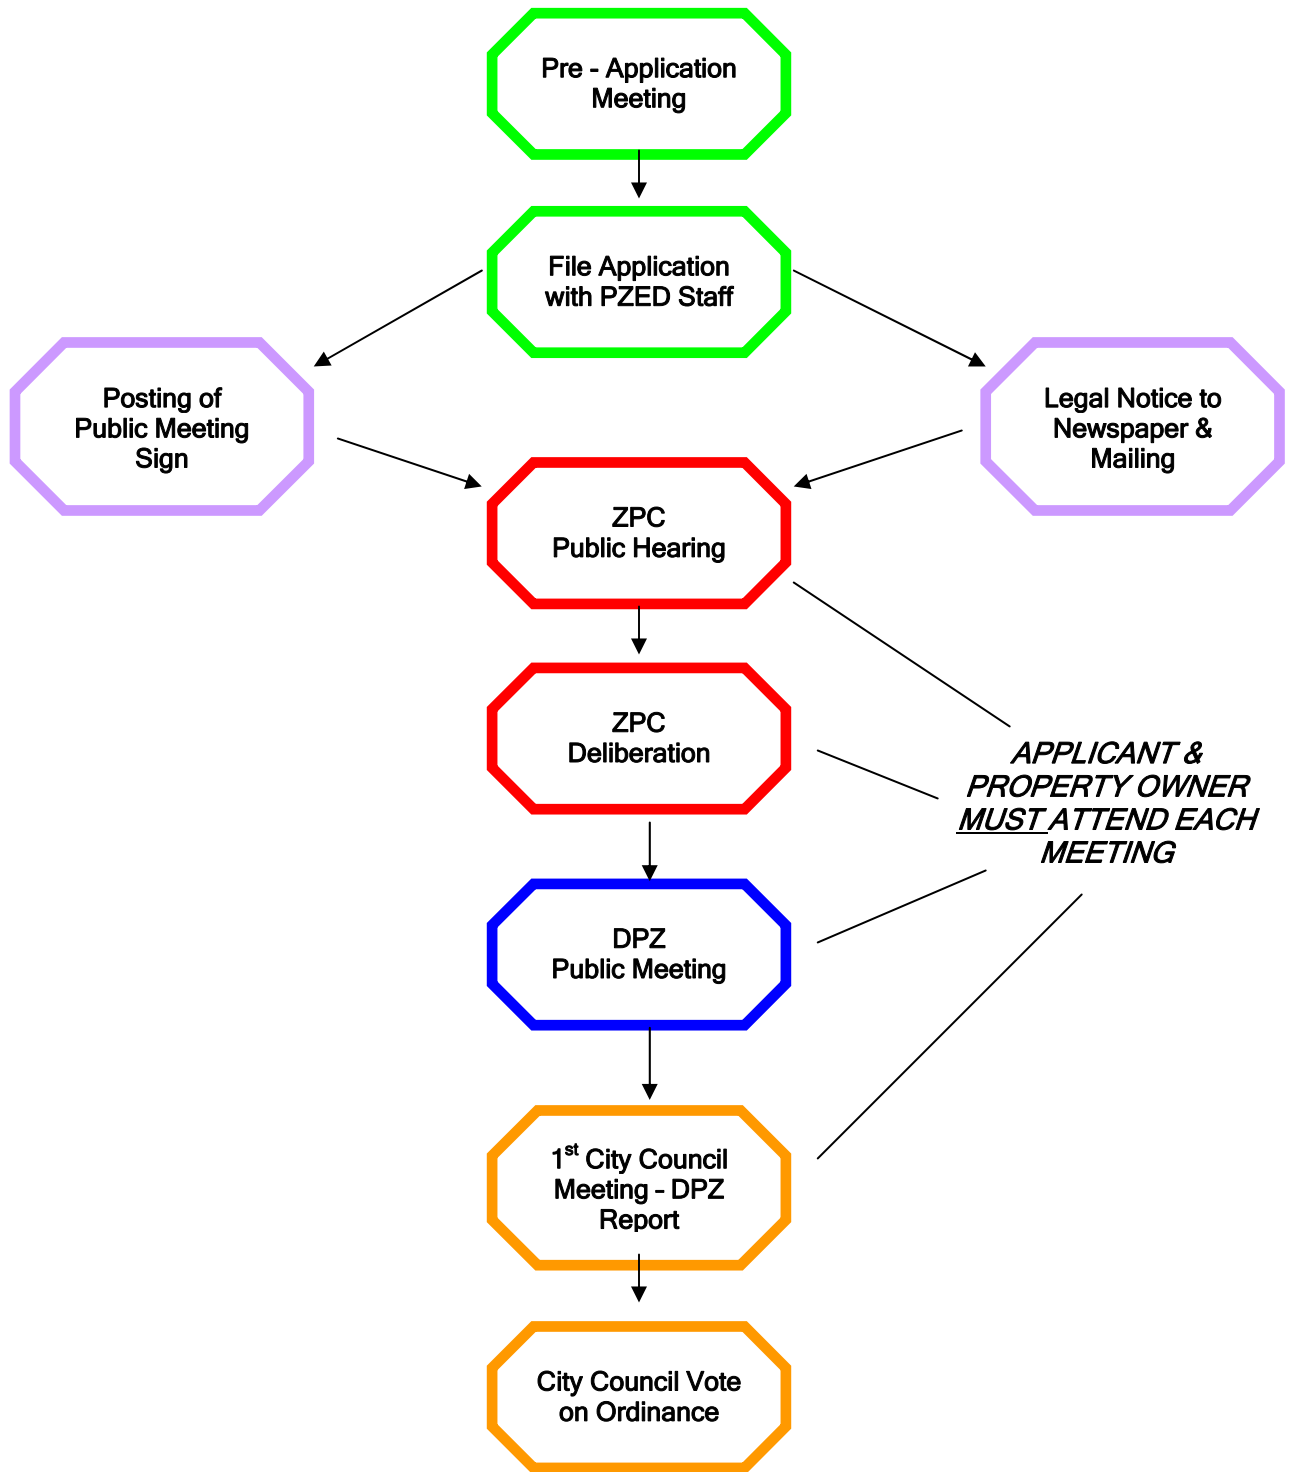 Pre - Application
Meeting
File Application
with PZED Staff
Posting of
Public Meeting
Sign
Legal Notice to
Newspaper &
Mailing
ZPC
Public Hearing
ZPC
Deliberation
APPLICANT &
PROPERTY OWNER
MUST ATTEND EACH
MEETING
DPZ
Public Meeting
1st City Council
Meeting - DPZ
Report
City Council Vote
on Ordinance